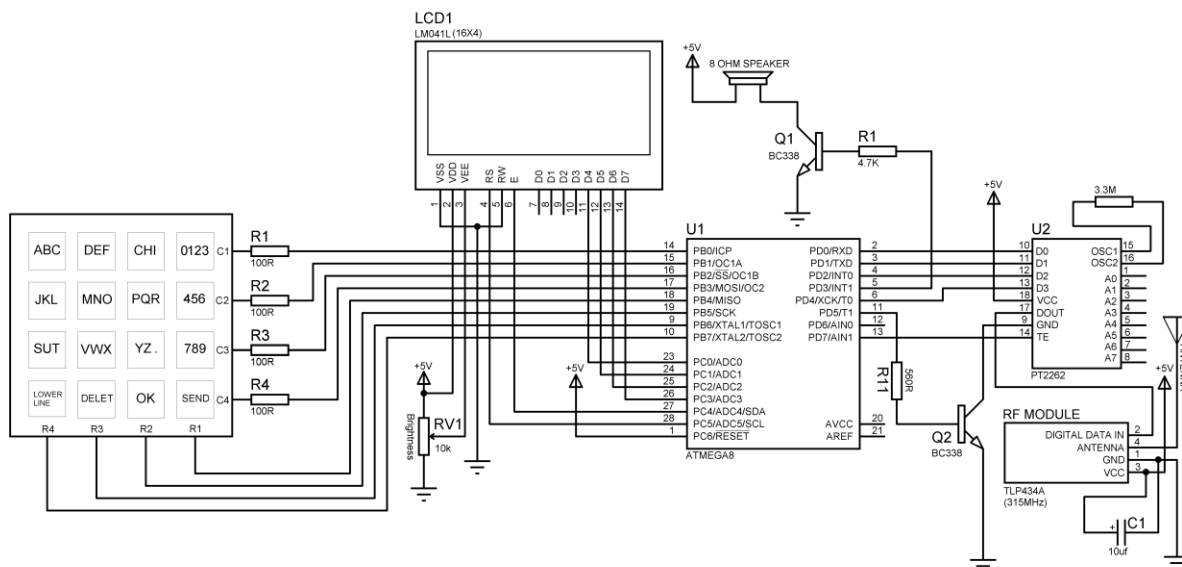 LCD1
LM041L (16X4)
VSS
VDD
VEE
RS
RW
E
D0
D1
D2
D3
D4
D5
D6
D7
1
2
3
4
5
6
7
8
9
10
11
12
13
14
+5V
8 OHM SPEAKER
Q1
BC338
R1
4.7K
ABC DEF CHI 0123 C1
JKL MNO PQR 456 C2
SUT VWX YZ . 789 C3
LOWER LINE DELET OK SEND C4
R4 R3 R2 R1
R1
100R
R2
100R
R3
100R
R4
100R
+5V
RV1
10k
Brightness
+5V
U1
14 PB0/ICP
15 PB1/OC1A
16 PB2/SS/OC1B
17 PB3/MOSI/OC2
18 PB4/MISO
19 PB5/SCK
9 PB6/XTAL1/TOSC1
10 PB7/XTAL2/TOSC2
23 PC0/ADC0
24 PC1/ADC1
25 PC2/ADC2
26 PC3/ADC3
27 PC4/ADC4/SDA
28 PC5/ADC5/SCL
1 PC6/RESET
PD0/RXD 2
PD1/TXD 3
PD2/INT0 4
PD3/INT1 5
PD4/XCK/T0 6
PD5/T1 11
PD6/AIN0 12
PD7/AIN1 13
AVCC 20
AREF 21
ATMEGA8
R11
560R
Q2
BC338
+5V
3.3M
U2
10 D0
11 D1
12 D2
13 D3
18 VCC
17 DOUT
9 GND
14 TE
OSC1 15
OSC2 16
A0 1
A1 2
A2 3
A3 4
A4 5
A5 6
A6 7
A7 8
PT2262
+5V
RF MODULE
DIGITAL DATA IN 2
ANTENNA 4
GND 1
VCC 3
TLP434A
(315MHz)
+
C1
10uf